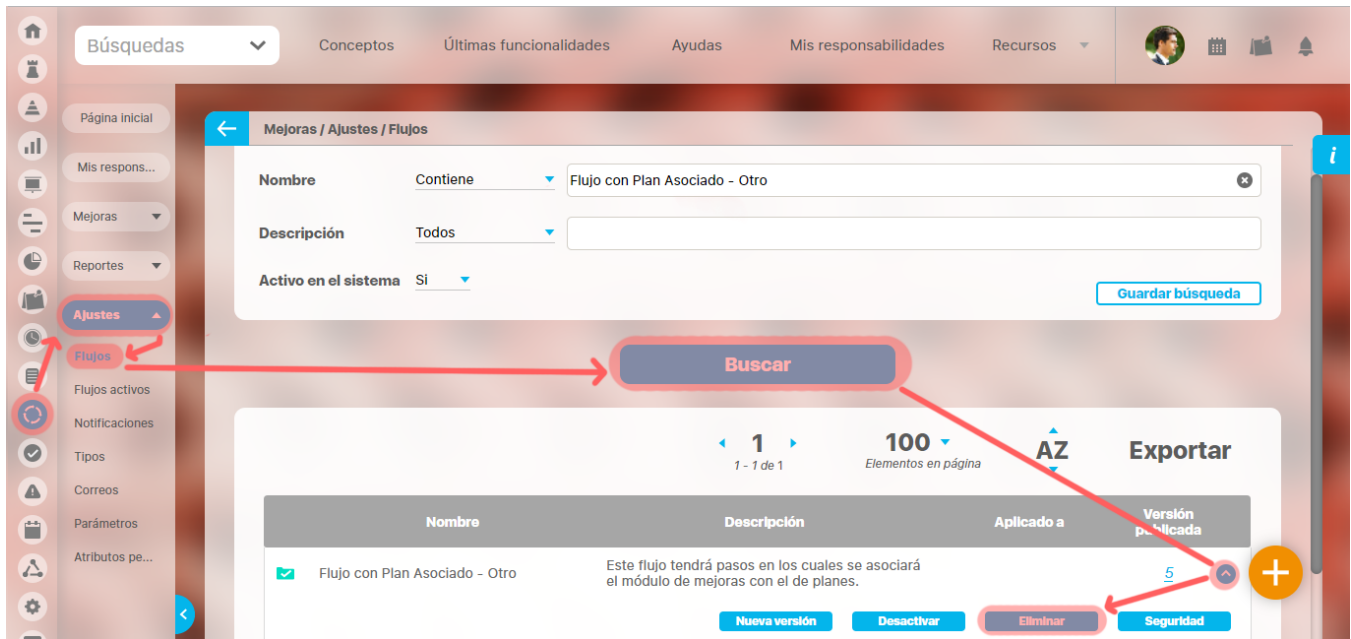 Búsquedas
Conceptos
Últimas funcionalidades
Ayudas
Mis responsabilidades
Recursos
Página inicial
Mis respons...
Mejoras
Reportes
Ajustes
Flujos
Flujos activos
Notificaciones
Tipos
Correos
Parámetros
Atributos pe...
Mejoras / Ajustes / Flujos
i
Nombre
Contiene
Flujo con Plan Asociado - Otro
Descripción
Todos
Activo en el sistema
Si
Guardar búsqueda
Buscar
1
1 - 1 de 1
100
Elementos en página
AZ
Exportar
Nombre
Descripción
Aplicado a
Versión
publicada
Flujo con Plan Asociado - Otro
Este flujo tendrá pasos en los cuales se asociará
el módulo de mejoras con el de planes.
5
Nueva versión
Desactivar
Eliminar
Seguridad